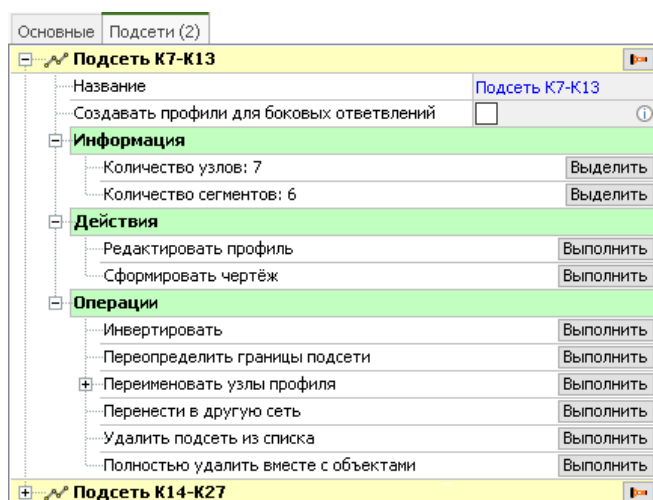 Основные Подсети (2)
Подсеть К7-К13
Название Подсеть К7-К13
Создавать профили для боковых ответвлений
Информация
Количество узлов: 7 Выделить
Количество сегментов: 6 Выделить
Действия
Редактировать профиль Выполнить
Сформировать чертёж Выполнить
Операции
Инвертировать Выполнить
Переопределить границы подсети Выполнить
Переименовать узлы профиля Выполнить
Перенести в другую сеть Выполнить
Удалить подсеть из списка Выполнить
Полностью удалить вместе с объектами Выполнить
Подсеть К14-К27